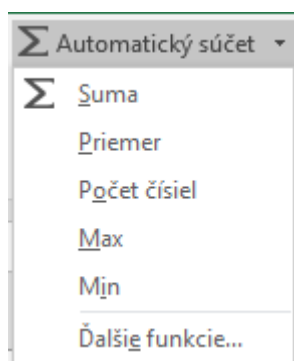 ∑ Automatický súčet
∑ Suma
Priemer
Počet čísiel
Max
Min
Ďalšie funkcie...